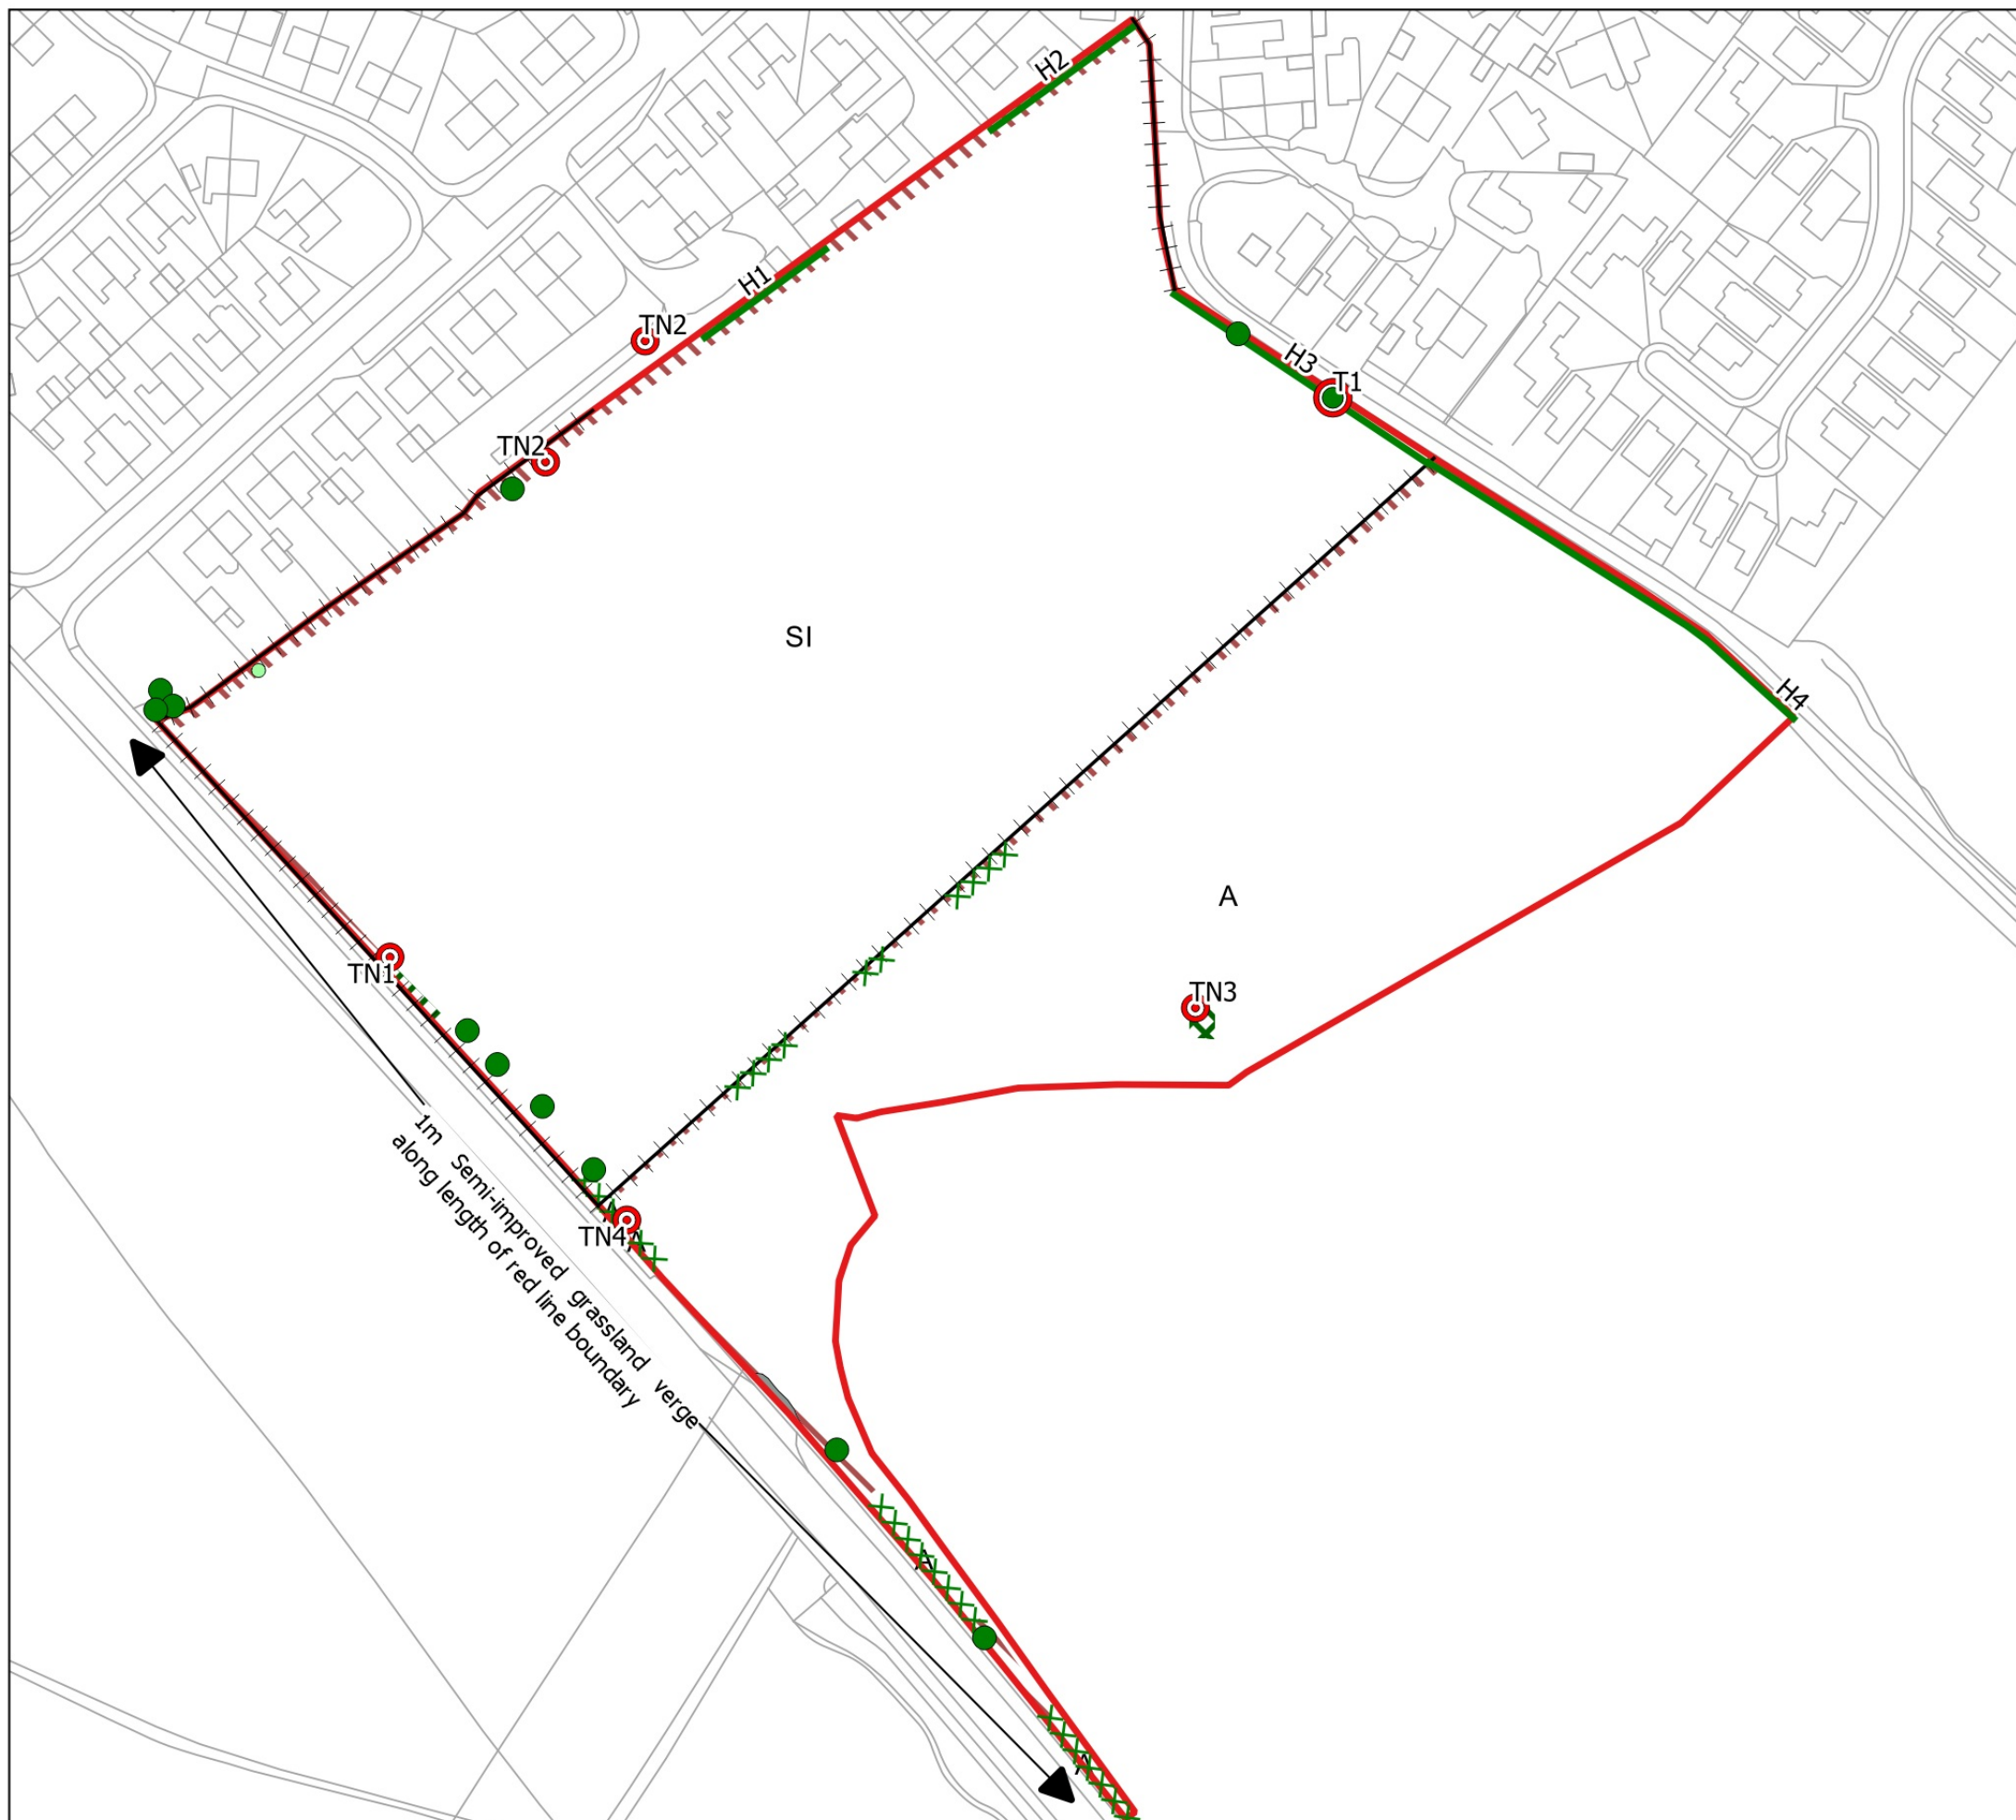 H2
H1
TN2
H3
T1
TN2
SI
H4
A
TN1
TN3
1m Semi-improved grassland verge
along length of red line boundary
A
TN4
A
A
A